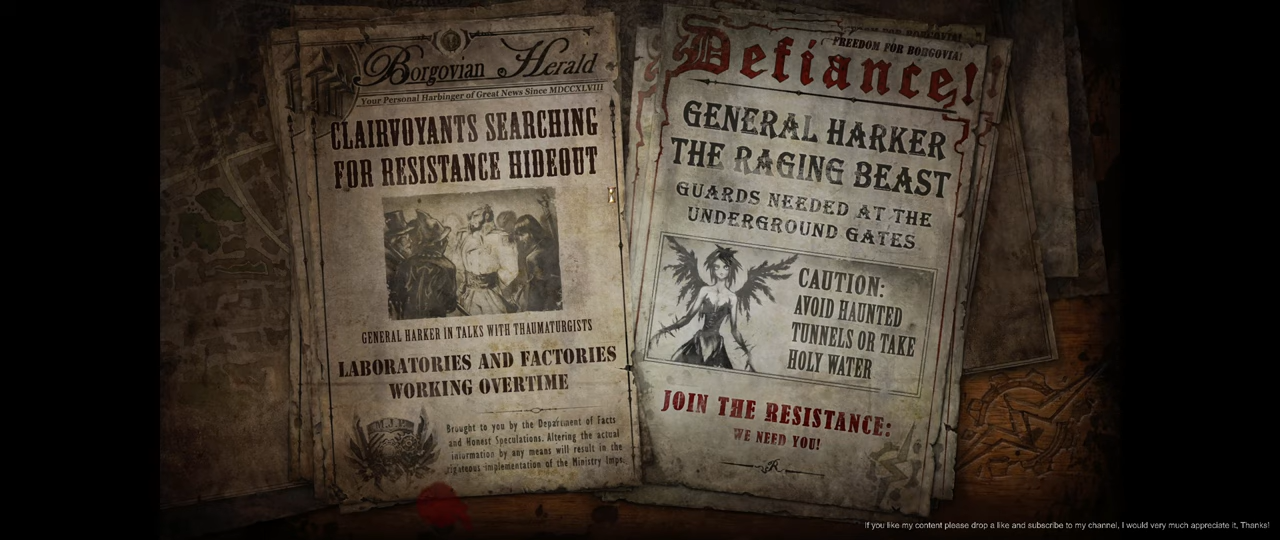 Borgovian Herald
Your Personal Harbinger of Great News Since MDCCXLVIII
CLAIRVOYANTS SEARCHING
FOR RESISTANCE HIDEOUT
GENERAL HARKER IN TALKS WITH THAUMATURGISTS
LABORATORIES AND FACTORIES
WORKING OVERTIME
Brought to you by the Department of Facts
and Honest Speculations. Altering the actual
information by any means will result in the
righteous implementation of the Ministry Imps.
FREEDOM FOR BORGOVIA!
Defiance!
GENERAL HARKER
THE RAGING BEAST
GUARDS NEEDED AT THE
UNDERGROUND GATES
CAUTION:
AVOID HAUNTED
TUNNELS OR TAKE
HOLY WATER
JOIN THE RESISTANCE:
WE NEED YOU!
R
If you like my content please drop a like and subscribe to my channel, I would very much appreciate it, Thanks!